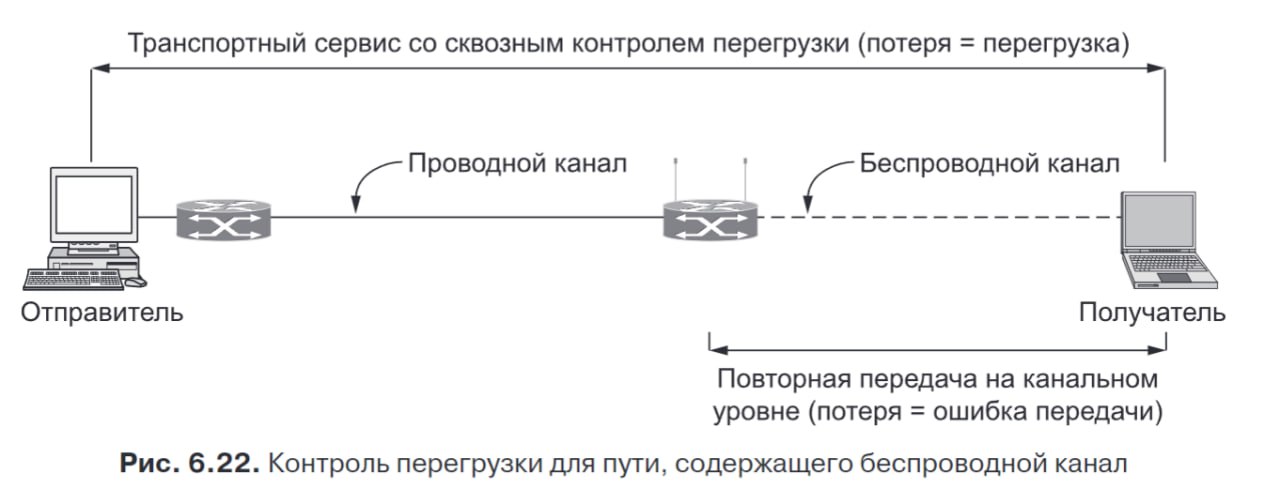 Транспортный сервис со сквозным контролем перегрузки (потеря = перегрузка)
Проводной канал
Беспроводной канал
Отправитель
Получатель
Повторная передача на канальном
уровне (потеря = ошибка передачи)
Рис. 6.22. Контроль перегрузки для пути, содержащего беспроводной канал